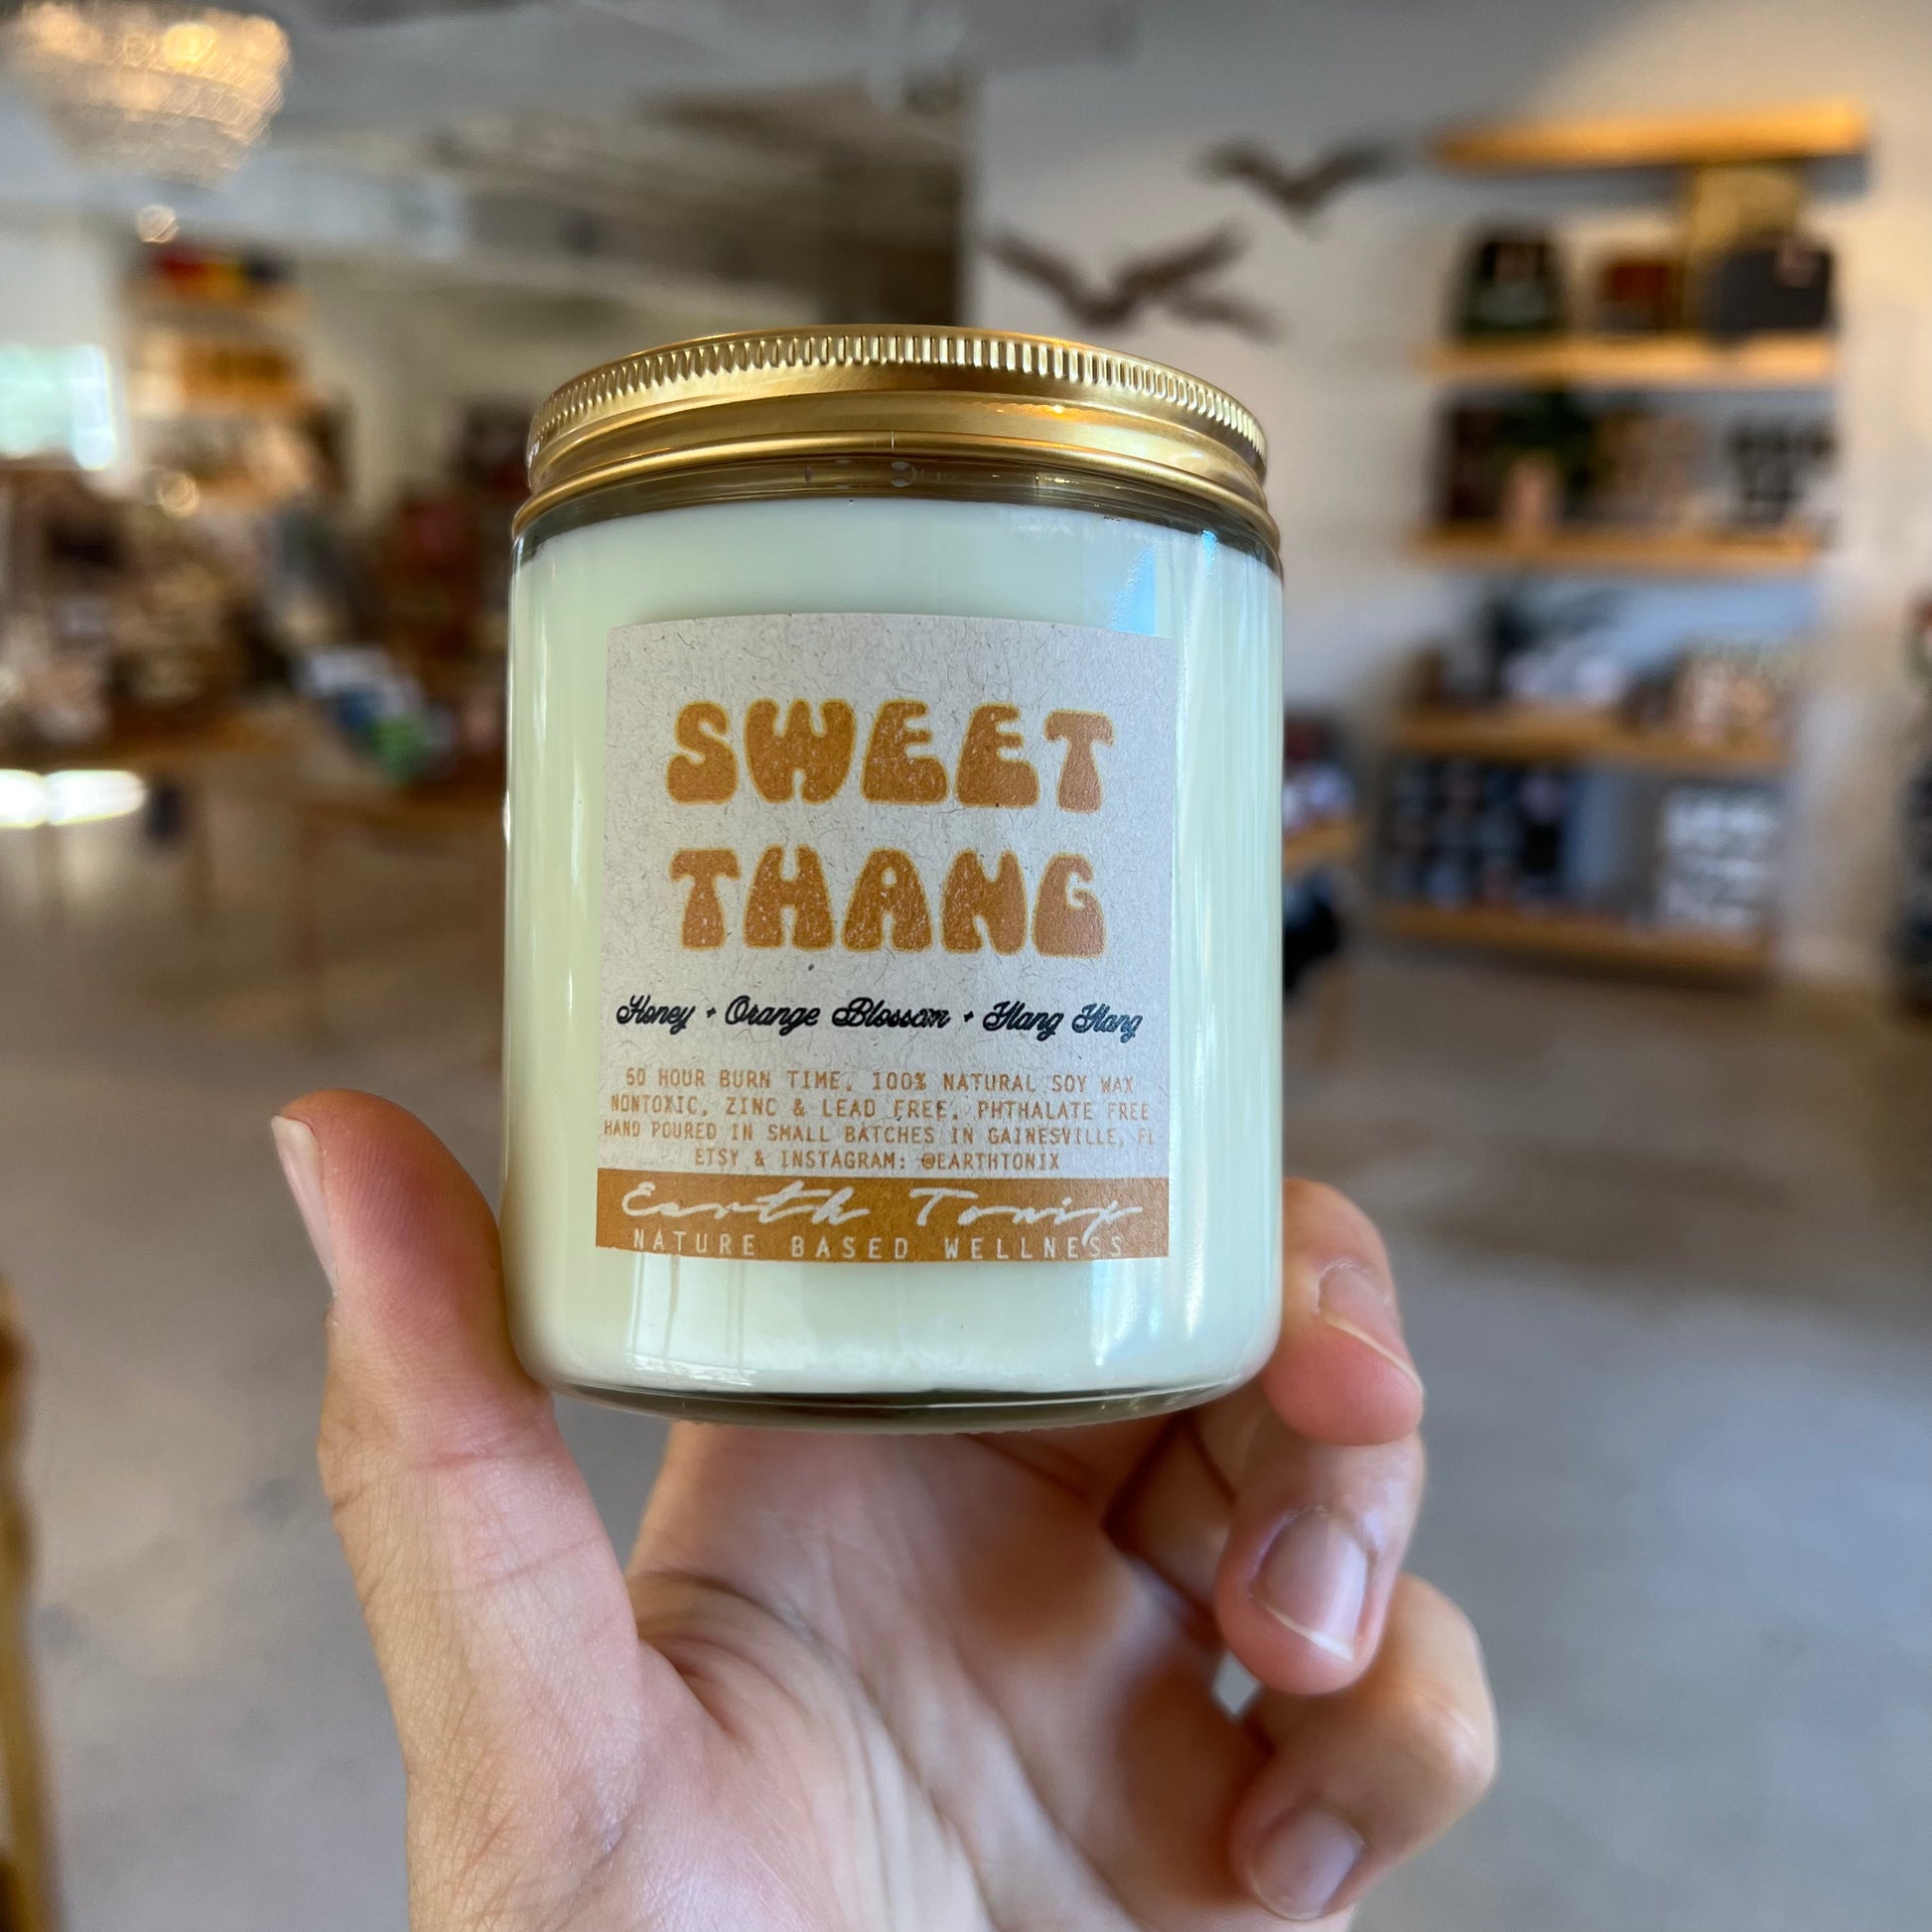 SWEET
THANG
Honey + Orange Blossom + Ylang Ylang
60 HOUR BURN TIME, 100% NATURAL SOY WAX
NONTOXIC, ZINC & LEAD FREE, PHTHALATE FREE
HAND POURED IN SMALL BATCHES IN GAINESVILLE, FL
ETSY & INSTAGRAM: @EARTHTONIX
Earth Tonix
NATURE BASED WELLNESS